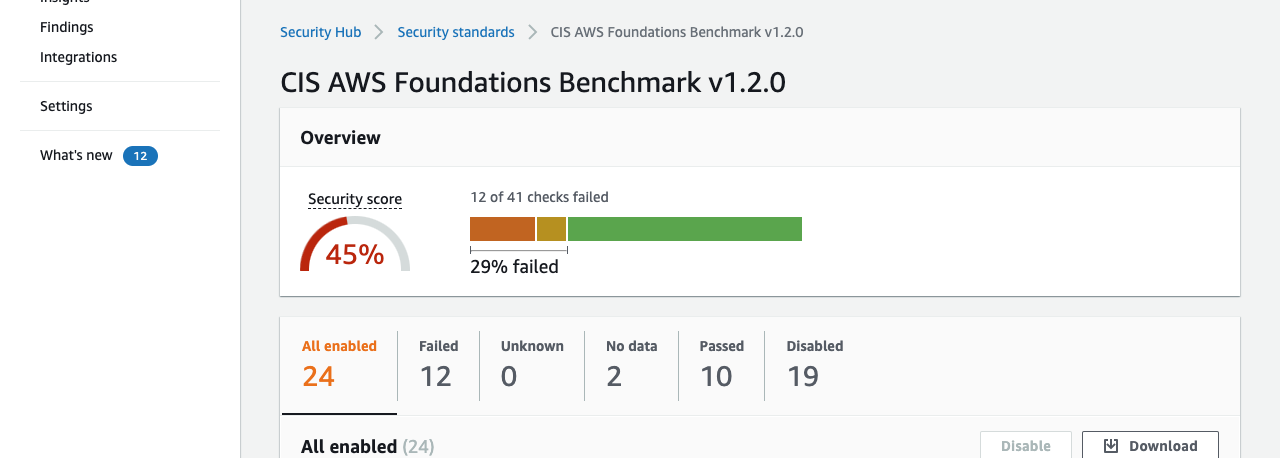 Insights
Findings
Integrations
Settings
What's new 12
Security Hub > Security standards > CIS AWS Foundations Benchmark v1.2.0
CIS AWS Foundations Benchmark v1.2.0
Overview
Security score
45%
12 of 41 checks failed
29% failed
All enabled
24
Failed
12
Unknown
0
No data
2
Passed
10
Disabled
19
All enabled (24)
Disable
Download